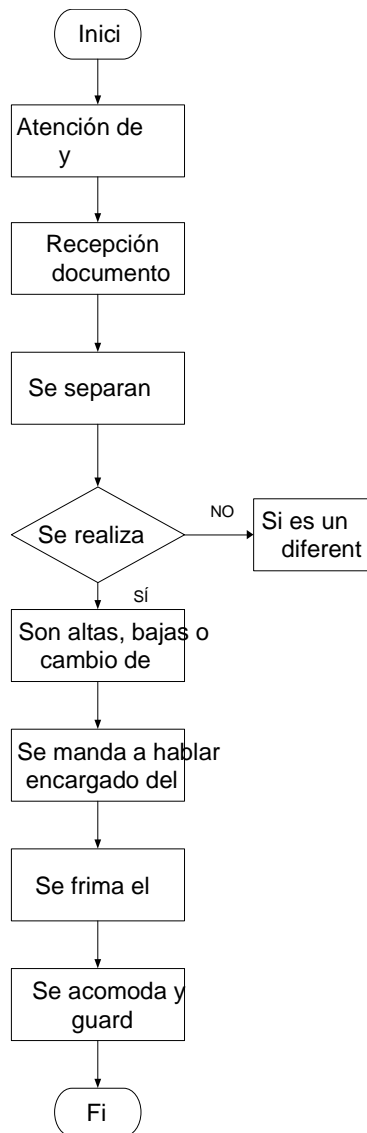 Inici
Atención de
y
Recepción
documento
Se separan
Se realiza
NO
Si es un
diferent
SÍ
Son altas, bajas o
cambio de
Se manda a hablar
encargado del
Se frima el
Se acomoda y
guard
Fi